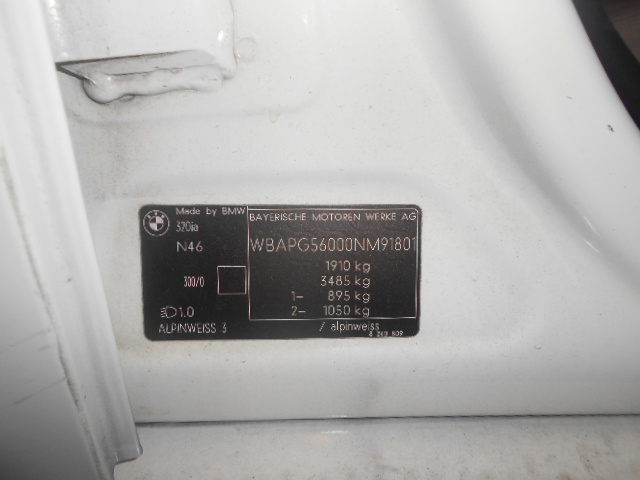 BMW
Made by BMW
320ia
N46
300/0
1.0
ALPINWEISS 3
BAYERISCHE MOTOREN WERKE AG
WBAPG56000NM91801
1910 kg
3485 kg
1- 895 kg
2- 1050 kg
/ alpinweiss